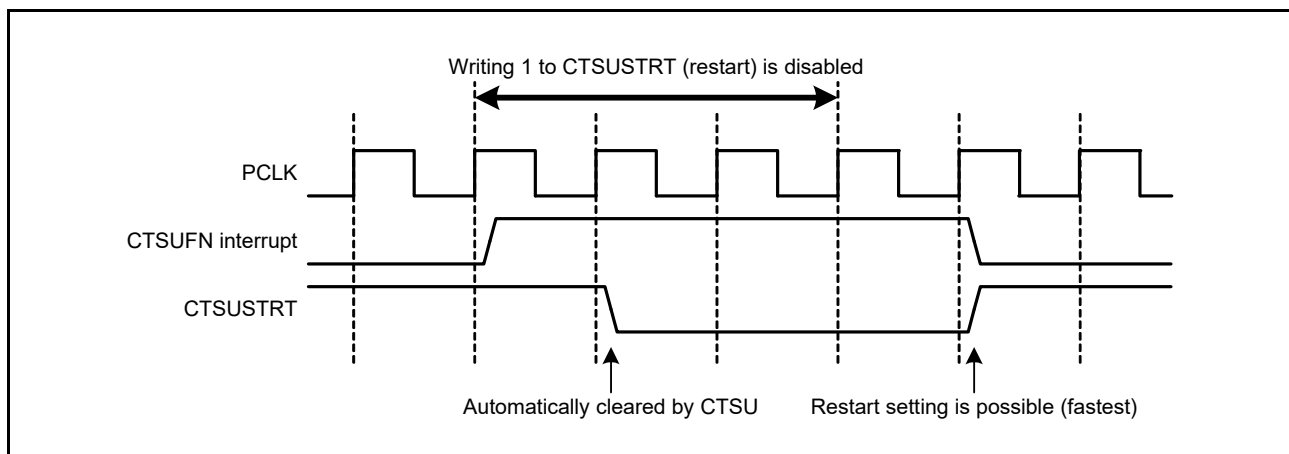 Writing 1 to CTSUSTRT (restart) is disabled
PCLK
CTSUFN interrupt
CTSUSTRT
Automatically cleared by CTSU
Restart setting is possible (fastest)